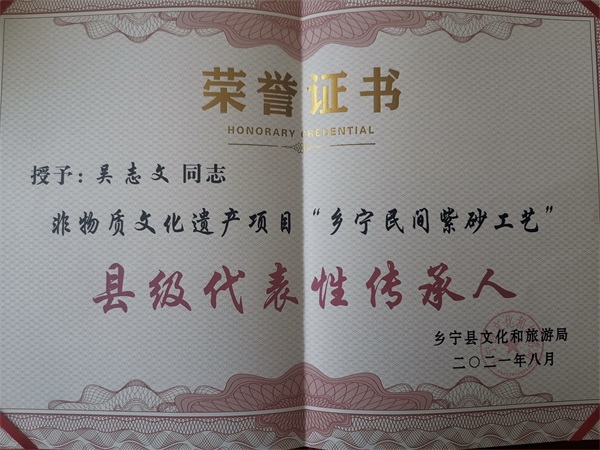 荣誉证书
HONORARY CREDENTIAL
授予：吴志文 同志
非物质文化遗产项目“乡宁民间紫砂工艺”
县级代表性传承人
乡宁县文化和旅游局
二〇二一年八月